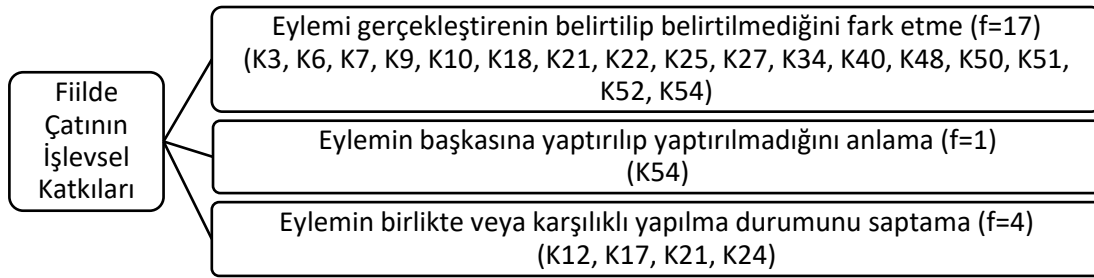 Fiilde
Çatının
İşlevsel
Katkıları
Eylemi gerçekleştirenin belirtilip belirtilmediğini fark etme (f=17)
(K3, K6, K7, K9, K10, K18, K21, K22, K25, K27, K34, K40, K48, K50, K51,
K52, K54)
Eylemin başkasına yaptırılıp yaptırılmadığını anlama (f=1)
(K54)
Eylemin birlikte veya karşılıklı yapılma durumunu saptama (f=4)
(K12, K17, K21, K24)